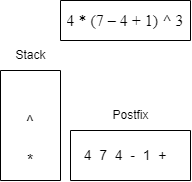 4 * (7 – 4 + 1) ^ 3
Stack
^
Postfix
*
4 7 4 - 1 +